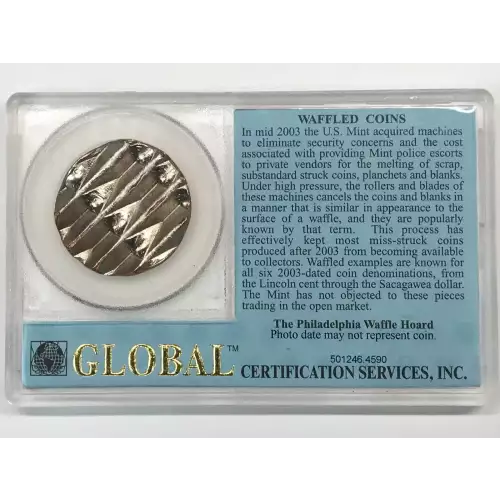 WAFFLED COINS
In mid 2003 the U.S. Mint acquired machines
to eliminate security concerns and the cost
associated with providing Mint police escorts
to private vendors for the melting of scrap,
substandard struck coins, planchets and blanks.
Under high pressure, the rollers and blades of
these machines cancels the coins and blanks in
a manner that is similar in appearance to the
surface of a waffle, and they are popularly
known by that term. This process has
effectively kept most miss-struck coins
produced after 2003 from becoming available
to collectors. Waffled examples are known for
all six 2003-dated coin denominations, from
the Lincoln cent through the Sacagawea dollar.
The Mint has not objected to these pieces
trading in the open market.
The Philadelphia Waffle Hoard
Photo date may not represent coin.
501246.4590
GLOBAL™
CERTIFICATION SERVICES, INC.